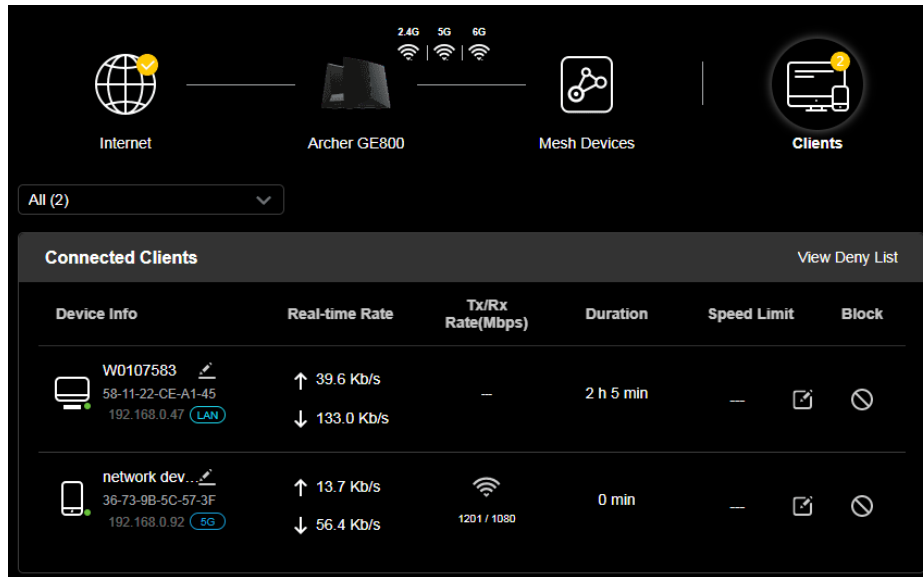 2.4G 5G 6G
2
Internet
Archer GE800
Mesh Devices
Clients
All (2)
Connected Clients
View Deny List
Device Info
Real-time Rate
Tx/Rx
Rate(Mbps)
Duration
Speed Limit
Block
W0107583
58-11-22-CE-A1-45
192.168.0.47 LAN
↑ 39.6 Kb/s
↓ 133.0 Kb/s
---
2 h 5 min
---
network dev...
36-73-9B-5C-57-3F
192.168.0.92 5G
↑ 13.7 Kb/s
↓ 56.4 Kb/s
1201 / 1080
0 min
---